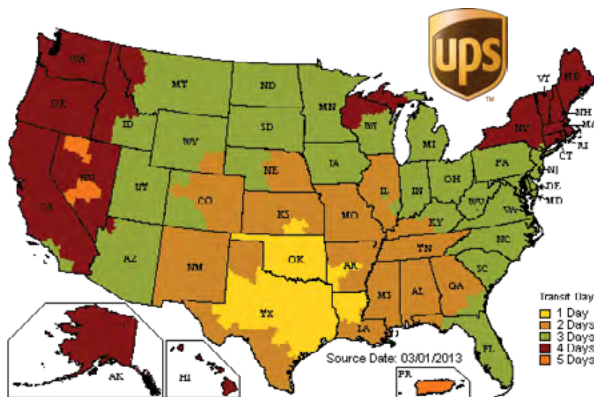 ups
TM
WA
MT
ND
MN
VT
ME
OR
ID
SD
WI
MI
NY
NH
MA
RI
CT
WY
IA
PA
NJ
NV
UT
NE
IL
IN
OH
DE
MD
CA
CO
KS
MO
KY
WV
VA
AZ
NM
OK
AR
TN
NC
SC
TX
LA
MS
AL
GA
FL
AK
HI
PR
Source Date: 03/01/2013
Transit Day
1 Day
2 Days
3 Days
4 Days
5 Days